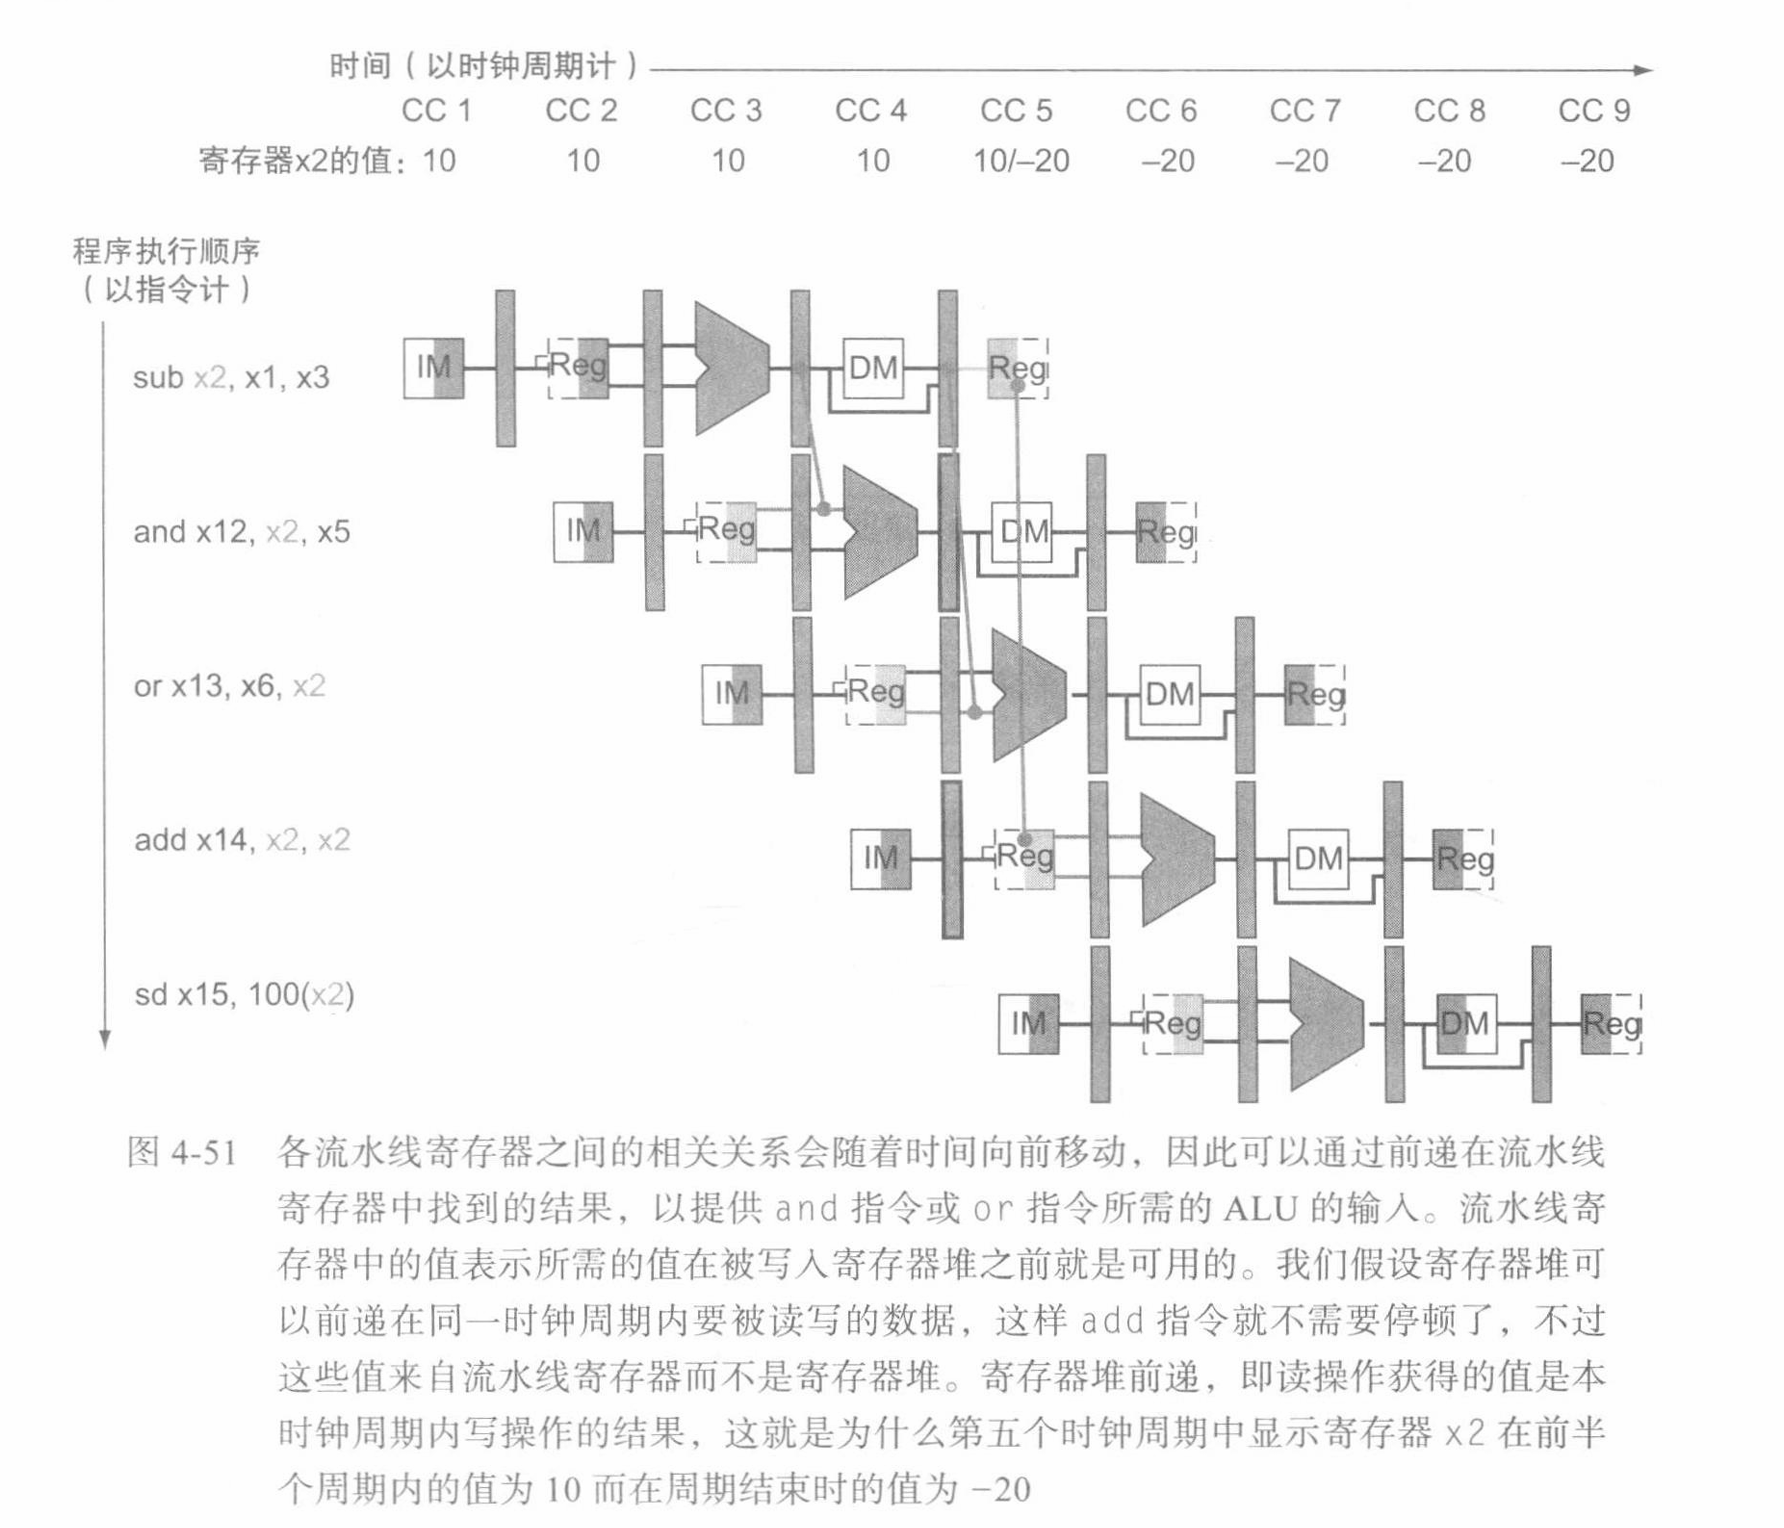 时间（以时钟周期计）
CC 1 CC 2 CC 3 CC 4 CC 5 CC 6 CC 7 CC 8 CC 9
寄存器x2的值： 10 10 10 10 10/–20 –20 –20 –20 –20
程序执行顺序
（以指令计）
sub x2, x1, x3 IM Reg DM Reg
and x12, x2, x5 IM Reg DM Reg
or x13, x6, x2 IM Reg DM Reg
add x14, x2, x2 IM Reg DM Reg
sd x15, 100(x2) IM Reg DM Reg
图 4-51 各流水线寄存器之间的相关关系会随着时间向前移动，因此可以通过前递在流水线
寄存器中找到的结果，以提供 and 指令或 or 指令所需的 ALU 的输入。流水线寄
存器中的值表示所需的值在被写入寄存器堆之前就是可用的。我们假设寄存器堆可
以前递在同一时钟周期内要被读写的数据，这样 add 指令就不需要停顿了，不过
这些值来自流水线寄存器而不是寄存器堆。寄存器堆前递，即读操作获得的值是本
时钟周期内写操作的结果，这就是为什么第五个时钟周期中显示寄存器 x2 在前半
个周期内的值为 10 而在周期结束时的值为 –20